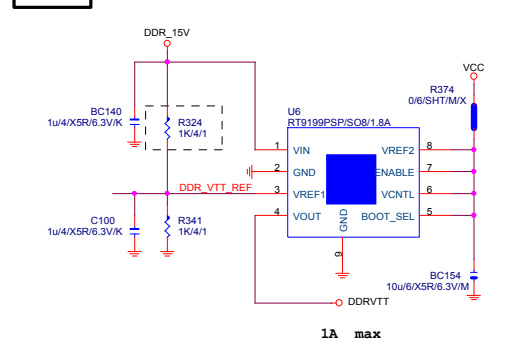 DDR_15V
VCC
R374
0/6/SHT/M/X
BC140
1u/4/X5R/6.3V/K
R324
1K/4/1
U6
RT9199PSP/SO8/1.8A
1 VIN VREF2 8
2 GND ENABLE 7
DDR_VTT_REF 3 VREF1 VCNTL 6
4 VOUT BOOT_SEL 5
GND
9
C100
1u/4/X5R/6.3V/K
R341
1K/4/1
BC154
10u/6/X5R/6.3V/M
DDRVTT
1A max